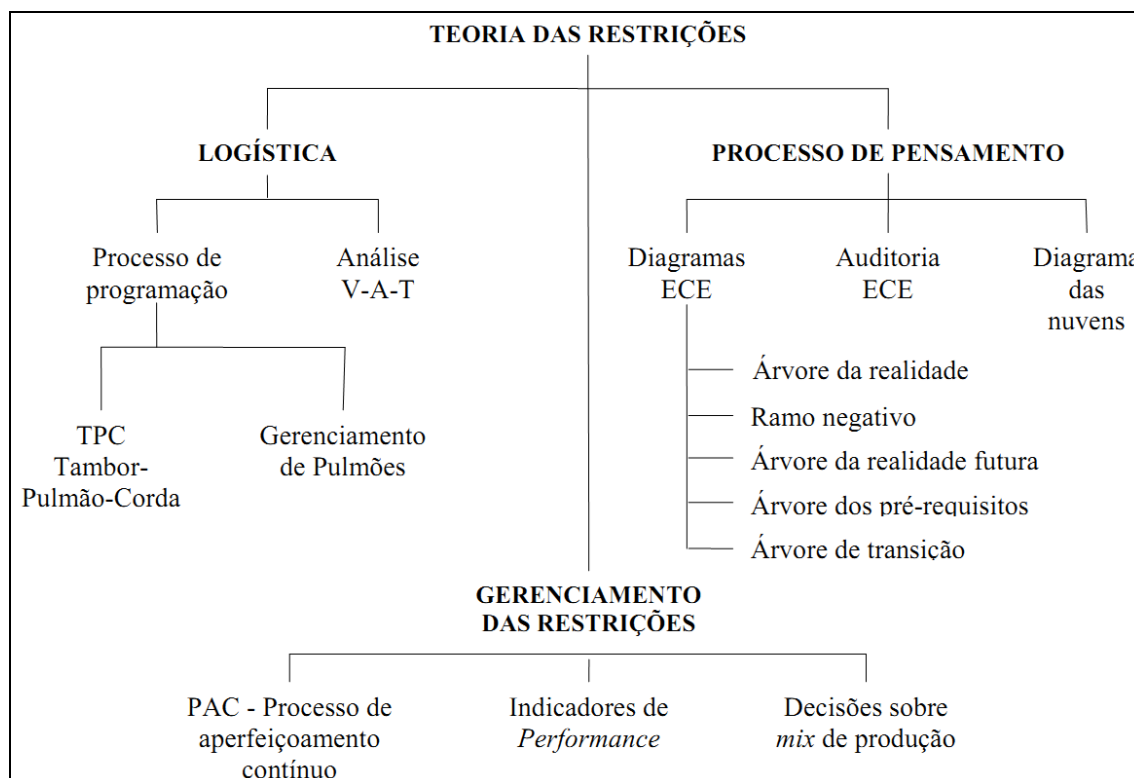 TEORIA DAS RESTRIÇÕES
LOGÍSTICA
PROCESSO DE PENSAMENTO
Processo de
programação
Análise
V-A-T
Diagramas
ECE
Auditoria
ECE
Diagrama
das
nuvens
TPC
Tambor-
Pulmão-Corda
Gerenciamento
de Pulmões
Árvore da realidade
Ramo negativo
Árvore da realidade futura
Árvore dos pré-requisitos
Árvore de transição
GERENCIAMENTO
DAS RESTRIÇÕES
PAC - Processo de
aperfeiçoamento
contínuo
Indicadores de
Performance
Decisões sobre
mix de produção